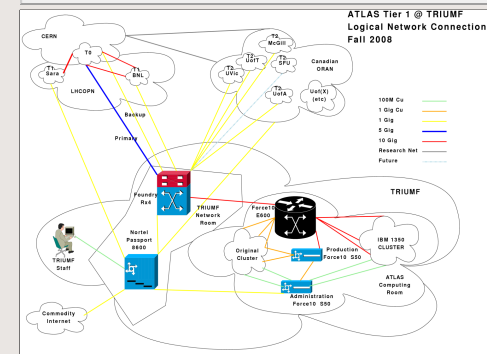 ATLAS Tier 1 @ TRIUMF
Logical Network Connection
Fall 2008
CERN
T0
T1
Sara
T1
BNL
LHCOPN
T2
McGill
T2
UofT
T2
SFU
T2
UVic
Canadian
ORAN
T2
UofA
Uof(X)
(etc)
Backup
Primary
100M Cu
1 Gig Cu
1 Gig
5 Gig
10 Gig
Research Net
Future
TRIUMF
Foundry
Rx4
TRIUMF
Network
Room
Force10
E600
Nortel
Passport
8600
TRIUMF
Staff
Original
Cluster
Production
Force10 S50
IBM 1350
CLUSTER
ATLAS
Computing
Room
Administration
Force10 S50
Commodity
Internet